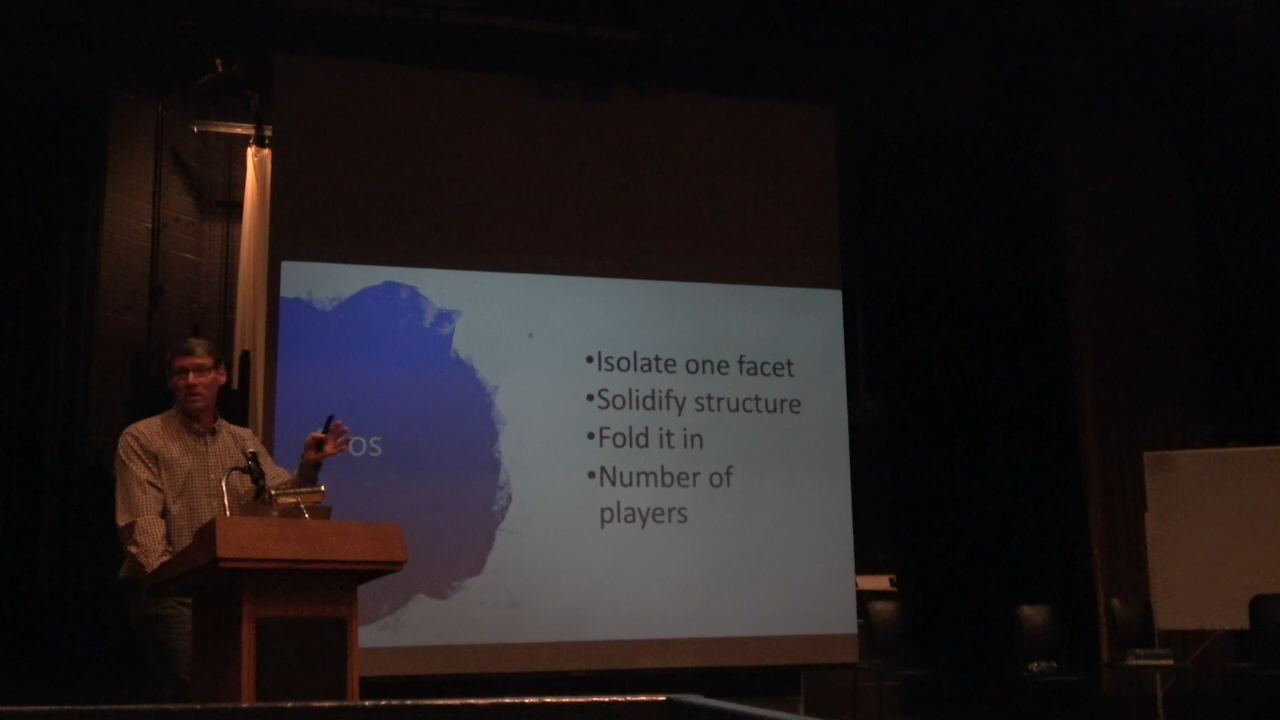 os
•Isolate one facet
•Solidify structure
•Fold it in
•Number of
players